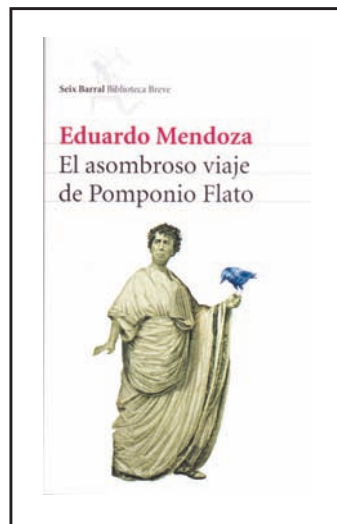 Seix Barral Biblioteca Breve
Eduardo Mendoza
El asombroso viaje
de Pomponio Flato